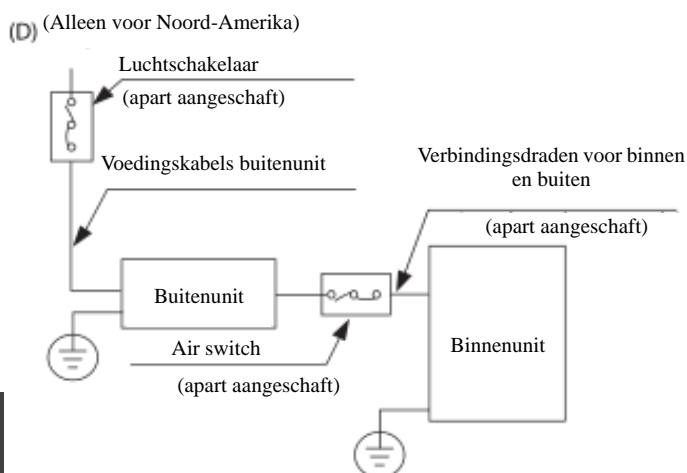 (D) (Alleen voor Noord-Amerika)
Luchtschakelaar
(apart aangeschaft)
Voedingskabels buitenunit
Verbindingsdraden voor binnen
en buiten
(apart aangeschaft)
Buitenunit
Air switch
(apart aangeschaft)
Binnenunit